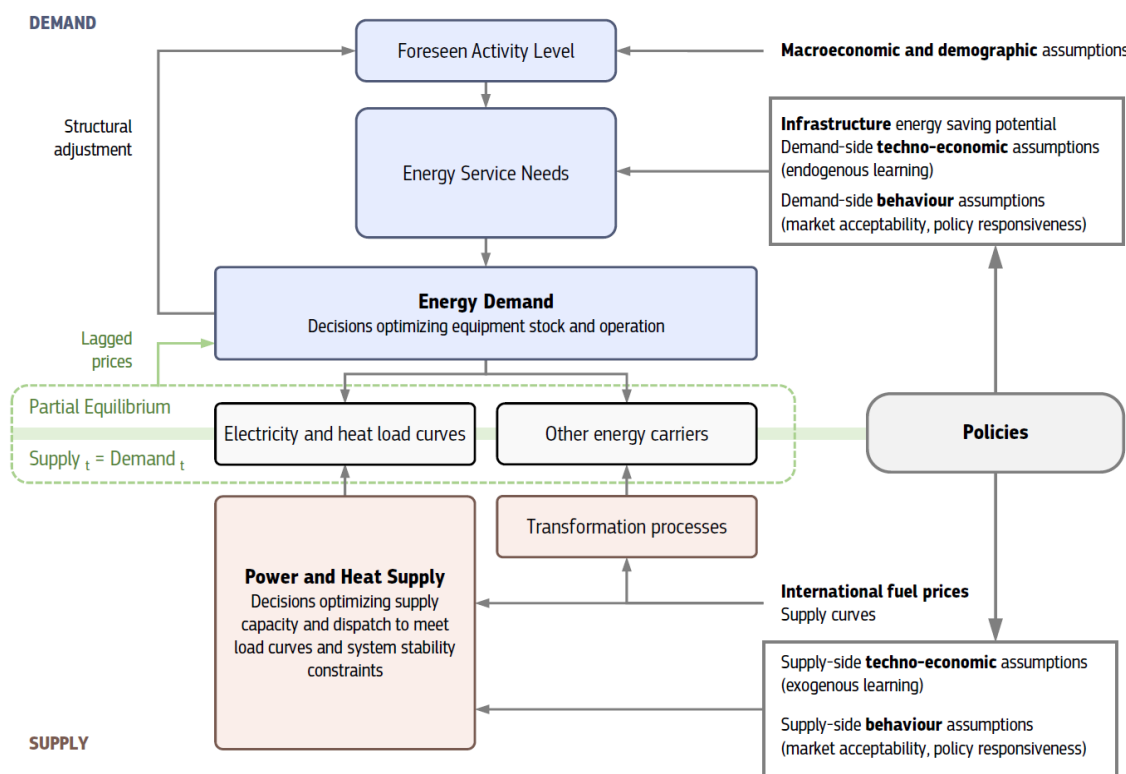 DEMAND
Foreseen Activity Level
Macroeconomic and demographic assumptions
Structural
adjustment
Energy Service Needs
Infrastructure energy saving potential
Demand-side techno-economic assumptions
(endogenous learning)
Demand-side behaviour assumptions
(market acceptability, policy responsiveness)
Energy Demand
Decisions optimizing equipment stock and operation
Lagged
prices
Partial Equilibrium
Supply t = Demand t
Electricity and heat load curves
Other energy carriers
Policies
Transformation processes
Power and Heat Supply
Decisions optimizing supply
capacity and dispatch to meet
load curves and system stability
constraints
International fuel prices
Supply curves
Supply-side techno-economic assumptions
(exogenous learning)
Supply-side behaviour assumptions
(market acceptability, policy responsiveness)
SUPPLY